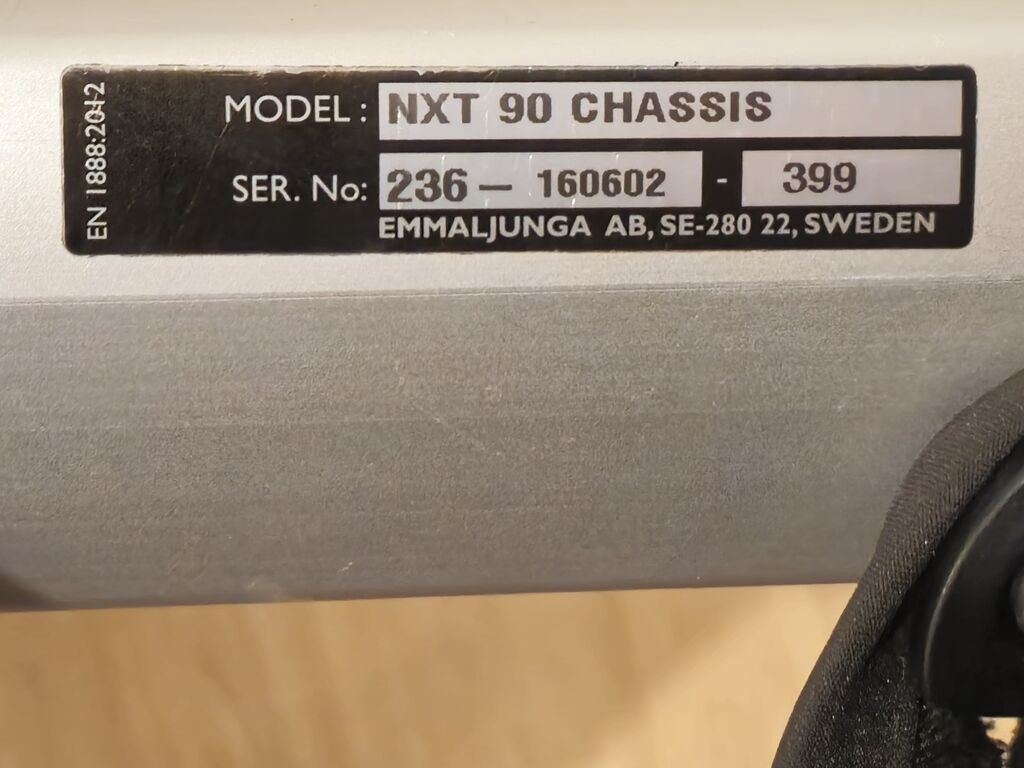 EN 1888:2012
MODEL: NXT 90 CHASSIS
SER. No: 236 – 160602 - 399
EMMALJUNGA AB, SE-280 22, SWEDEN